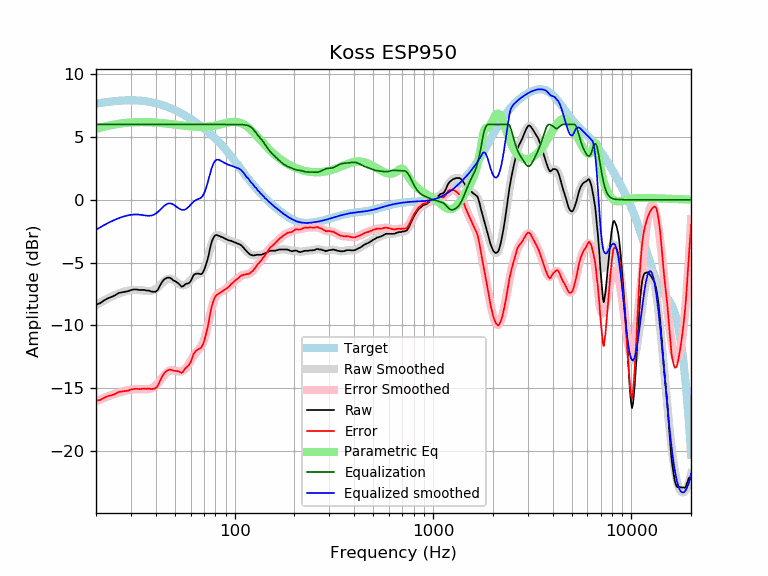 Koss ESP950
10
5
0
−5
−10
−15
−20
Amplitude (dBr)
Target
Raw Smoothed
Error Smoothed
Raw
Error
Parametric Eq
Equalization
Equalized smoothed
100
1000
10000
Frequency (Hz)